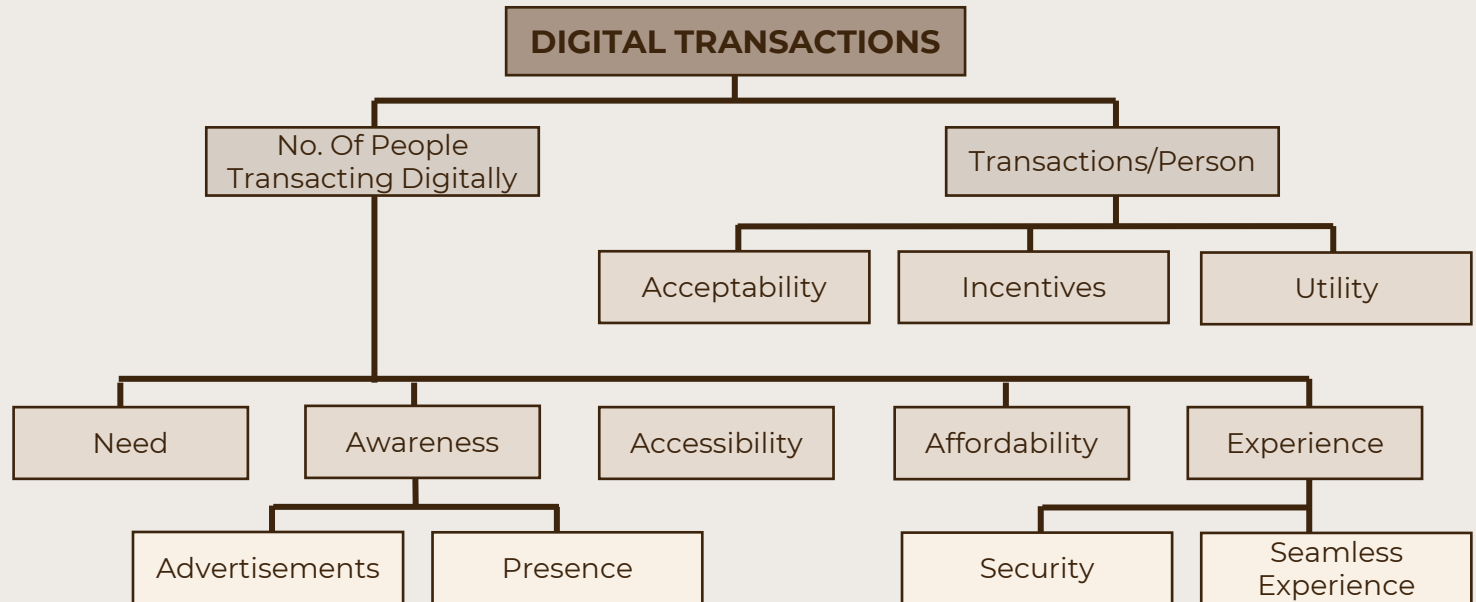 DIGITAL TRANSACTIONS
No. Of People
Transacting Digitally
Transactions/Person
Acceptability
Incentives
Utility
Need
Awareness
Accessibility
Affordability
Experience
Advertisements
Presence
Security
Seamless
Experience